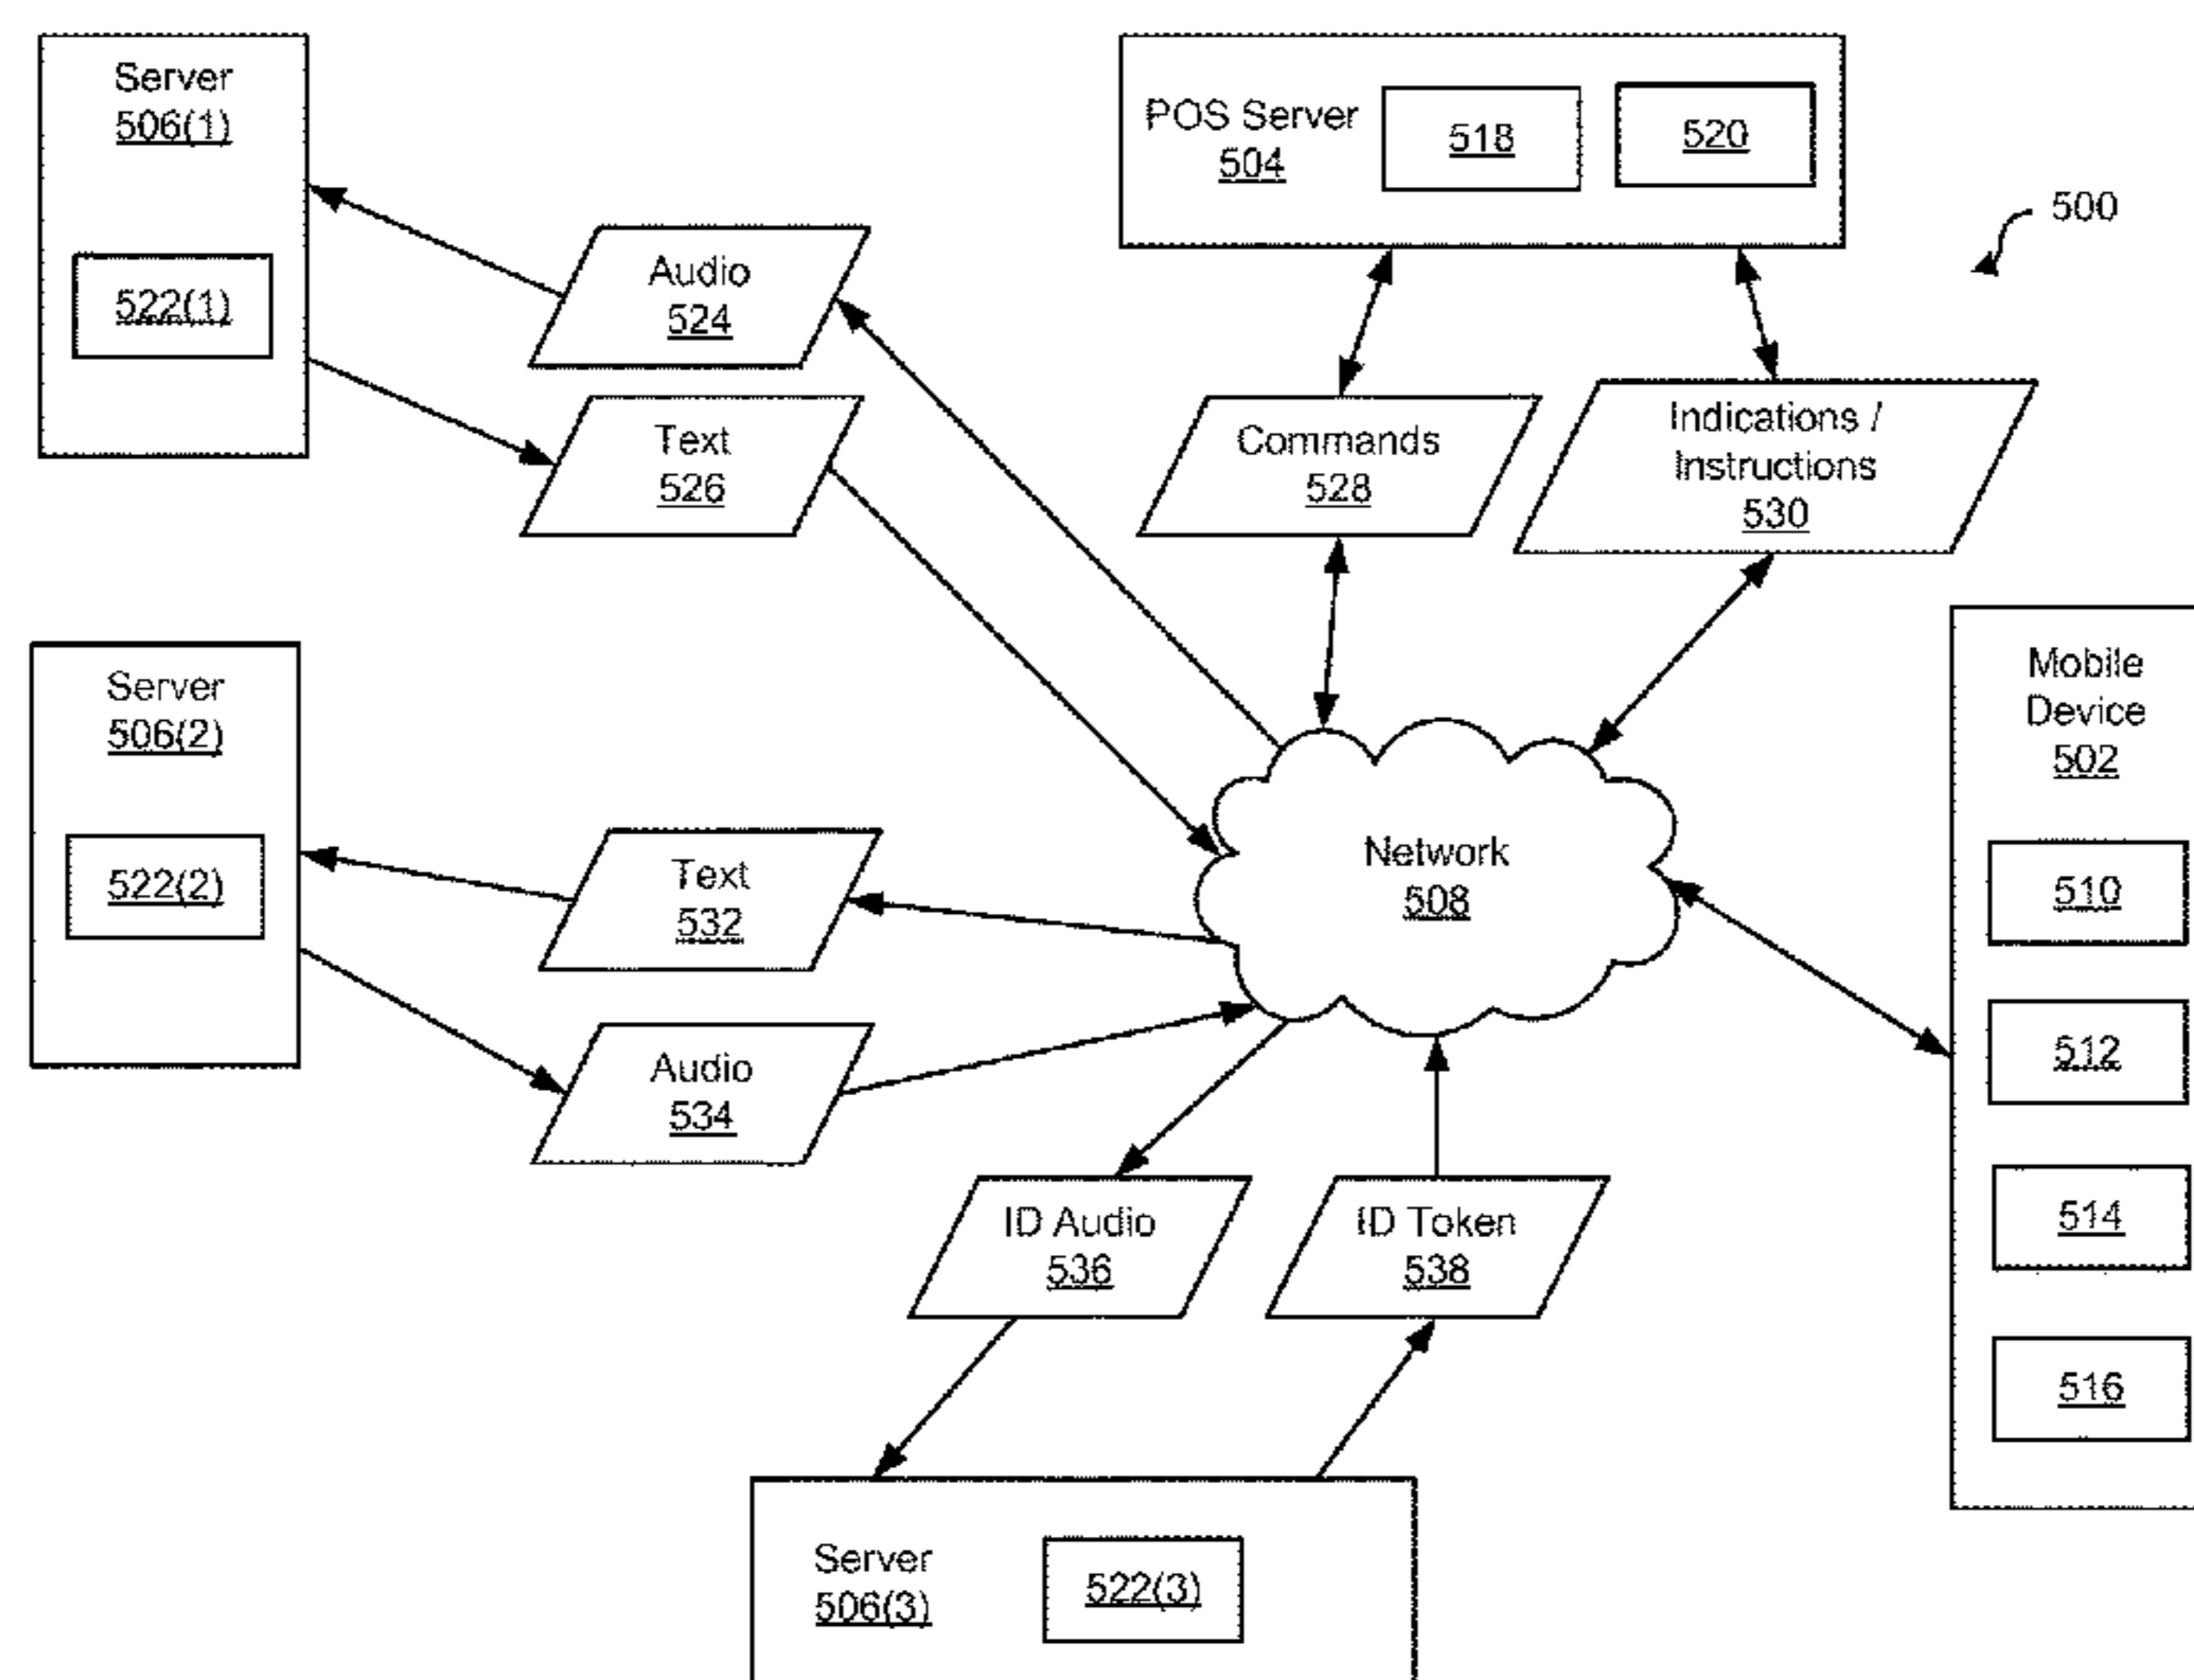 Server
506(1)
522(1)
Audio
524
Text
526
POS Server
504
518
520
500
Commands
528
Indications /
Instructions
530
Server
506(2)
522(2)
Text
532
Audio
534
Network
508
Mobile
Device
502
510
512
514
516
ID Audio
536
ID Token
538
Server
506(3)
522(3)